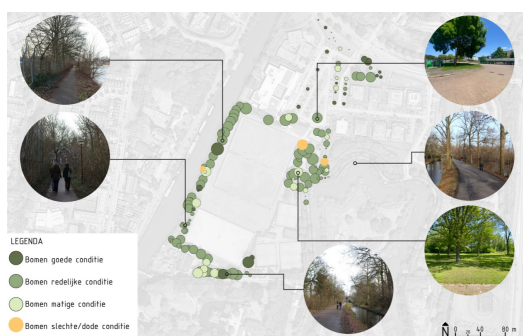 LEGENDA
Bomen goede conditie
Bomen redelijke conditie
Bomen matige conditie
Bomen slechte/dode conditie
N 0 20 40 80 m